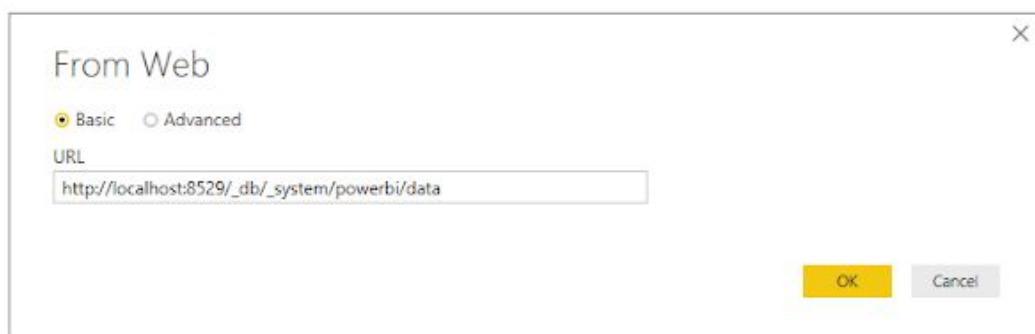 From Web
Basic Advanced
URL
http://localhost:8529/_db/_system/powerbi/data
OK Cancel